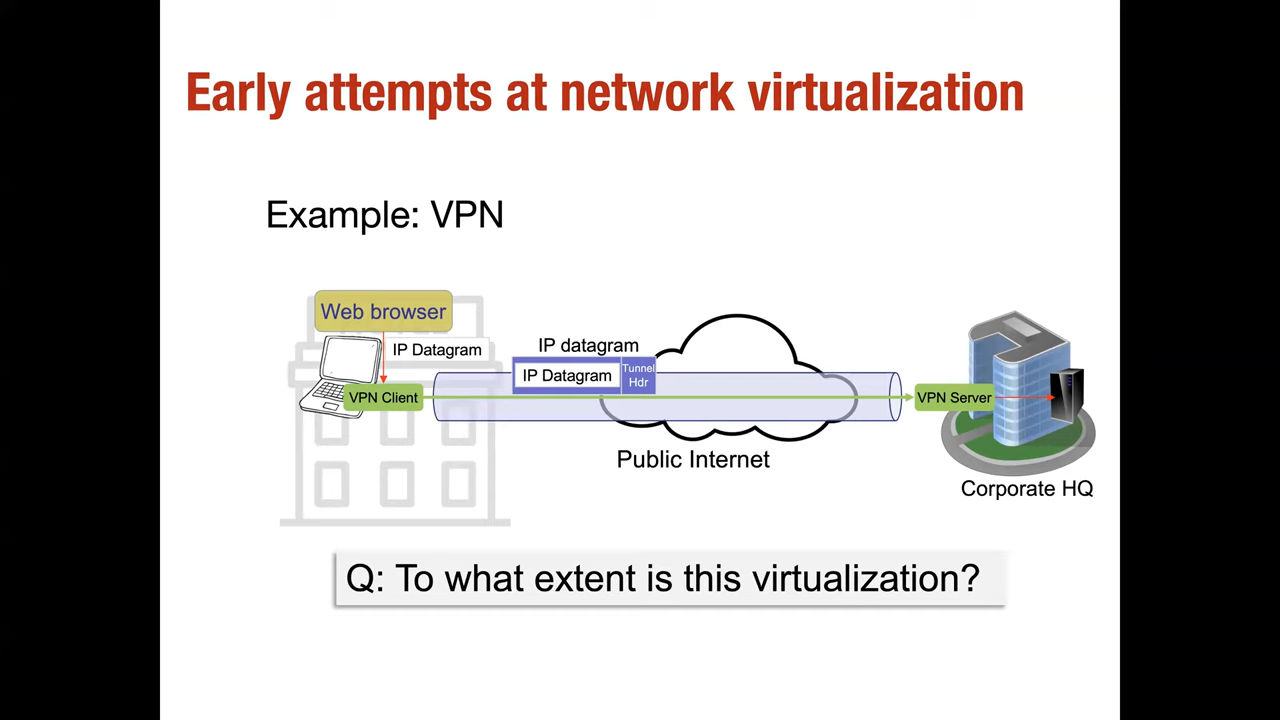 Early attempts at network virtualization
Example: VPN
Web browser
IP Datagram
VPN Client
IP datagram
IP Datagram
Tunnel
Hdr
Public Internet
VPN Server
Corporate HQ
Q: To what extent is this virtualization?